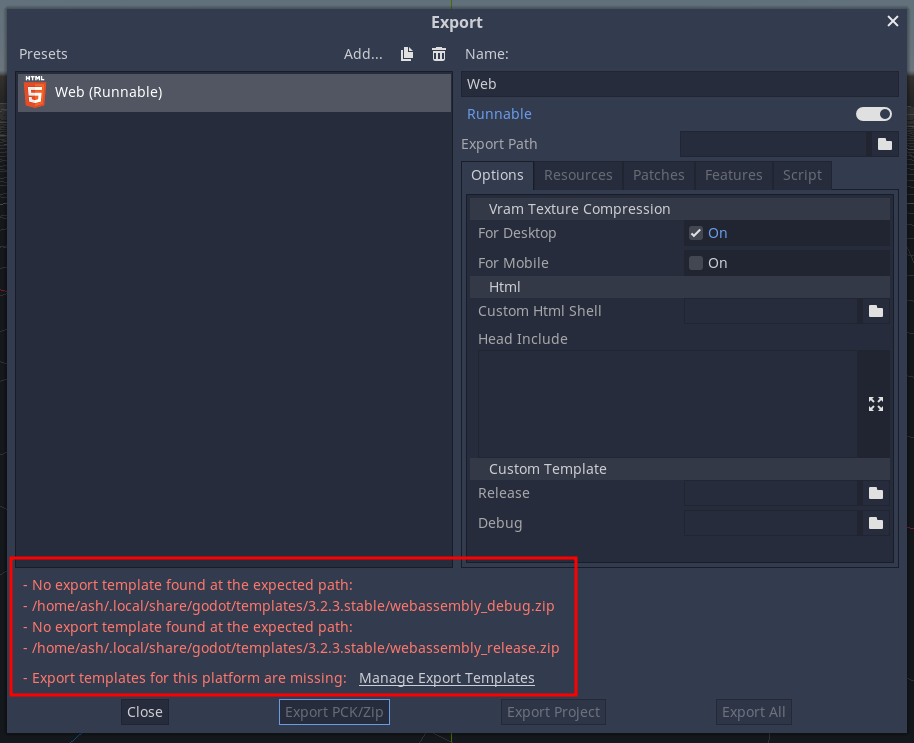 Export
Presets
Add...
Name:
HTML
5
Web (Runnable)
Web
Runnable
Export Path
Options
Resources
Patches
Features
Script
Vram Texture Compression
For Desktop
On
For Mobile
On
Html
Custom Html Shell
Head Include
Custom Template
Release
Debug
- No export template found at the expected path:
- /home/ash/.local/share/godot/templates/3.2.3.stable/webassembly_debug.zip
- No export template found at the expected path:
- /home/ash/.local/share/godot/templates/3.2.3.stable/webassembly_release.zip
- Export templates for this platform are missing: Manage Export Templates
Close
Export PCK/Zip
Export Project
Export All